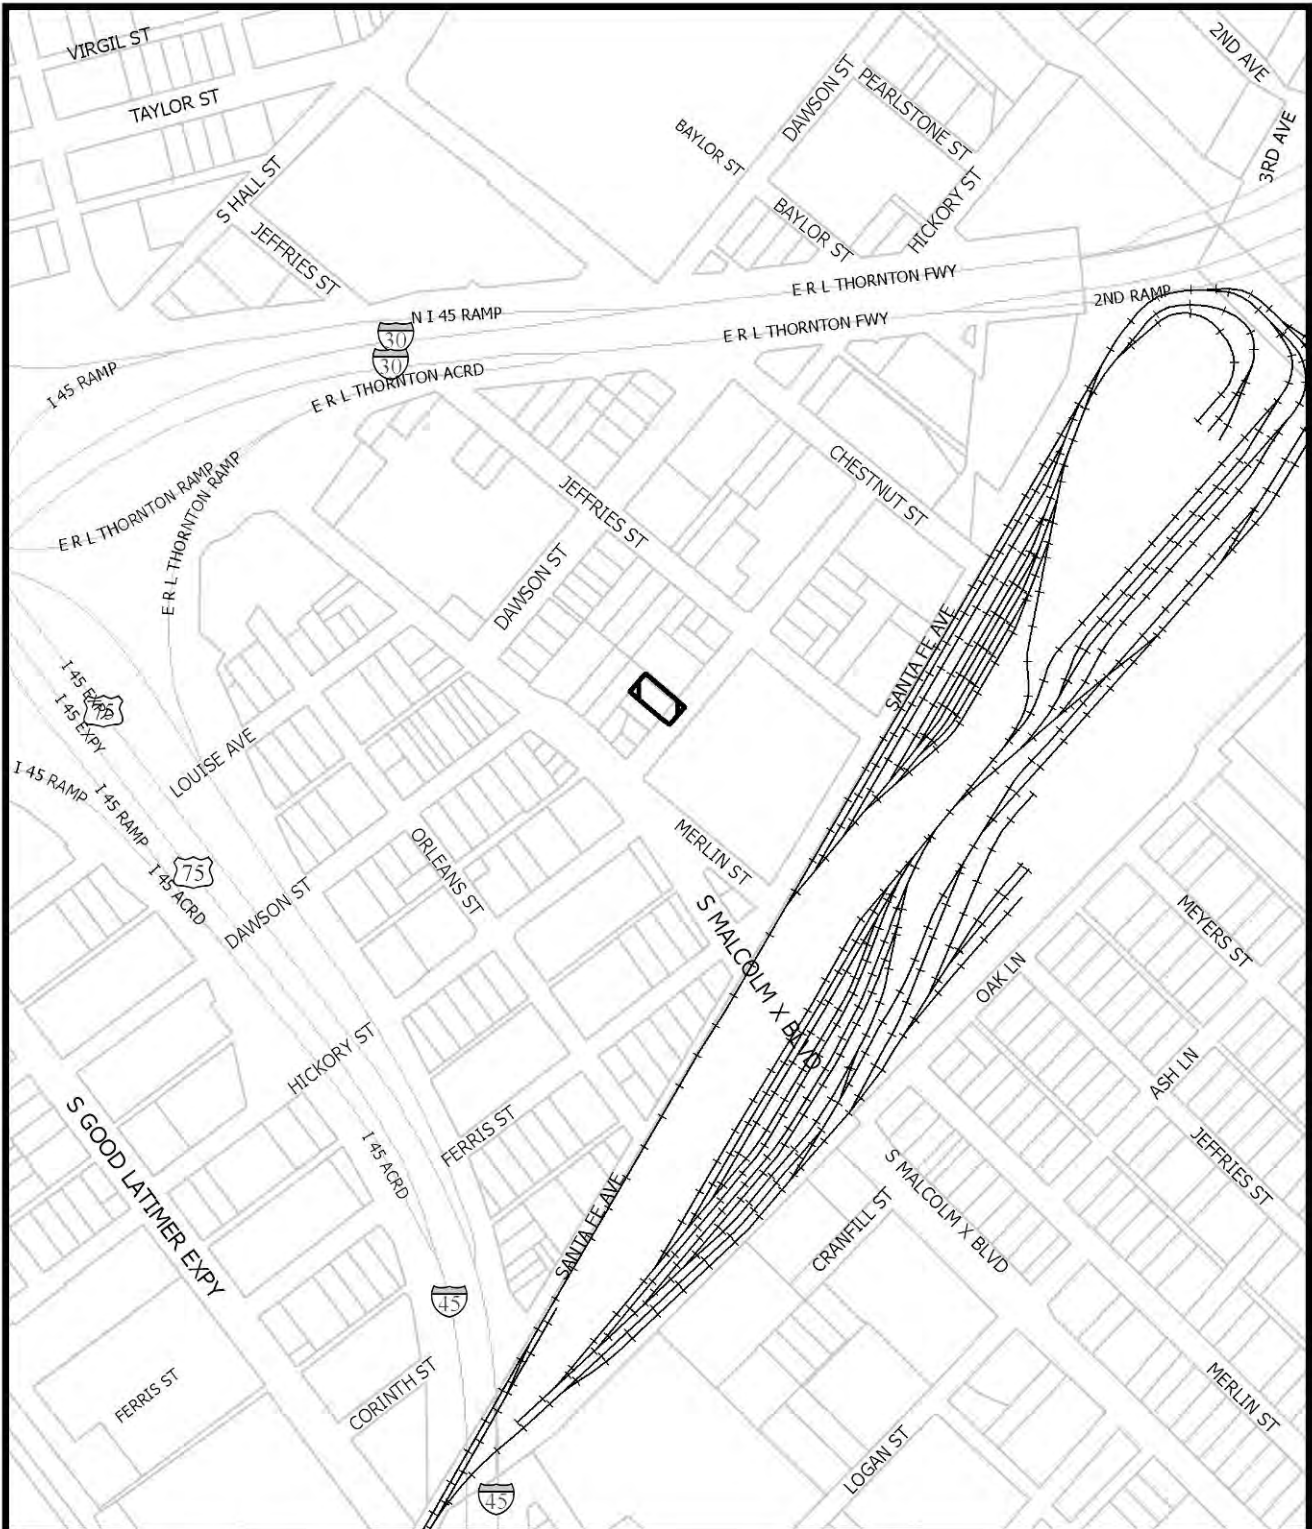 VIRGIL ST
2ND AVE
TAYLOR ST
DAWSON ST
PEARLSTONE ST
BAYLOR ST
3RD AVE
S HALL ST
HICKORY ST
BAYLOR ST
JEFFRIES ST
E R L THORNTON FWY
2ND RAMP
N I 45 RAMP
30
E R L THORNTON FWY
30
I 45 RAMP
E R L THORNTON ACRD
CHESTNUT ST
E R L THORNTON RAMP
E R L THORNTON RAMP
JEFFRIES ST
DAWSON ST
SANTA FE AVE
I 45 EXPY
75
I 45 EXPY
LOUISE AVE
I 45 RAMP
I 45 RAMP
MERLIN ST
ORLEANS ST
75
I 45 ACRD
DAWSON ST
S MALCOLM X BLVD
MEYERS ST
OAK LN
HICKORY ST
ASH LN
S GOOD LATIMER EXPY
FERRIS ST
I 45 ACRD
JEFFRIES ST
S MALCOLM X BLVD
SANTA FE AVE
CRANFILL ST
45
CORINTH ST
FERRIS ST
MERLIN ST
LOGAN ST
45